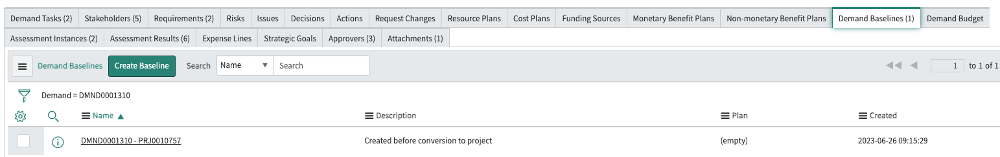 Demand Tasks (2) Stakeholders (5) Requirements (2) Risks Issues Decisions Actions Request Changes Resource Plans Cost Plans Funding Sources Monetary Benefit Plans Non-monetary Benefit Plans Demand Baselines (1) Demand Budget
Assessment Instances (2) Assessment Results (6) Expense Lines Strategic Goals Approvers (3) Attachments (1)
Demand Baselines Create Baseline Search Name Search 1 to 1 of 1
Demand = DMND0001310
Name Description Plan Created
DMND0001310 - PRJ0010757 Created before conversion to project (empty) 2023-06-26 09:15:29